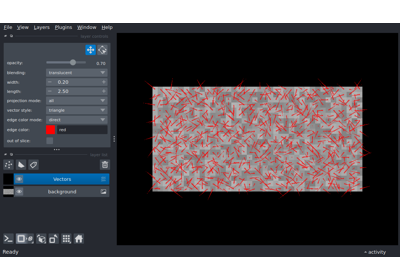 File View Layers Plugins Window Help
opacity: 0.70
blending: translucent
width: 0.20
length: 2.50
projection mode: all
vector style: triangle
edge color mode: direct
edge color: red
out of slice:
Vectors
background
Ready activity